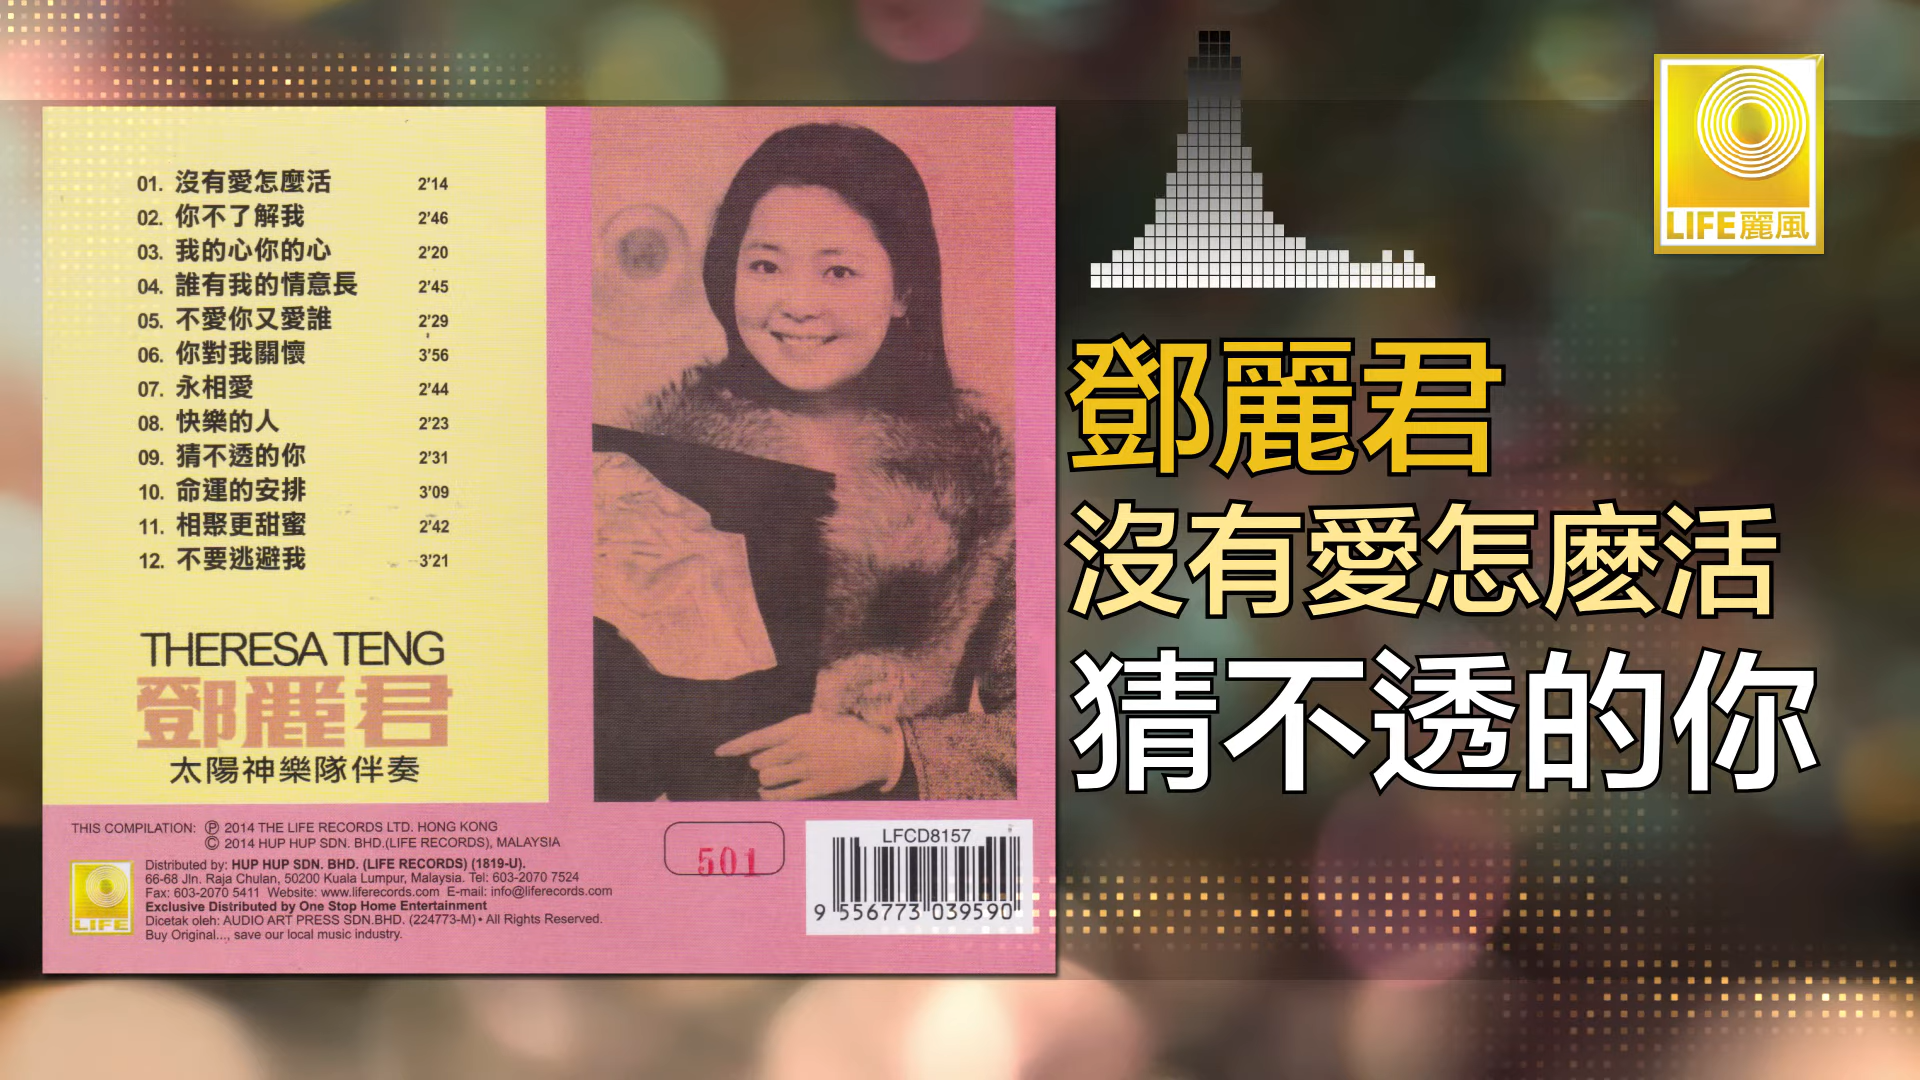 01. 沒有愛怎麼活 2'14
02. 你不了解我 2'46
03. 我的心你的心 2'20
04. 誰有我的情意長 2'45
05. 不愛你又愛誰 2'29
06. 你對我關懷 3'56
07. 永相愛 2'44
08. 快樂的人 2'23
09. 猜不透的你 2'31
10. 命運的安排 3'09
11. 相聚更甜蜜 2'42
12. 不要逃避我 3'21
THERESA TENG
鄧麗君
太陽神樂隊伴奏
THIS COMPILATION: Ⓟ 2014 THE LIFE RECORDS LTD. HONG KONG
© 2014 HUP HUP SDN. BHD.(LIFE RECORDS), MALAYSIA
Distributed by: HUP HUP SDN. BHD. (LIFE RECORDS) (1819-U).
66-68 Jln. Raja Chulan, 50200 Kuala Lumpur, Malaysia. Tel: 603-2070 7524
Fax: 603-2070 5411 Website: www.liferecords.com E-mail: info@liferecords.com
Exclusive Distributed by One Stop Home Entertainment
Dicetak oleh: AUDIO ART PRESS SDN.BHD. (224773-M) • All Rights Reserved.
Buy Original..., save our local music industry.
LIFE
501
LFCD8157
9 556773 039590
LIFE麗風
鄧麗君
沒有愛怎麽活
猜不透的你